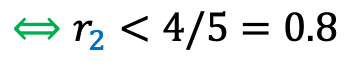 ⟺ r₂ < 4/5 = 0.8